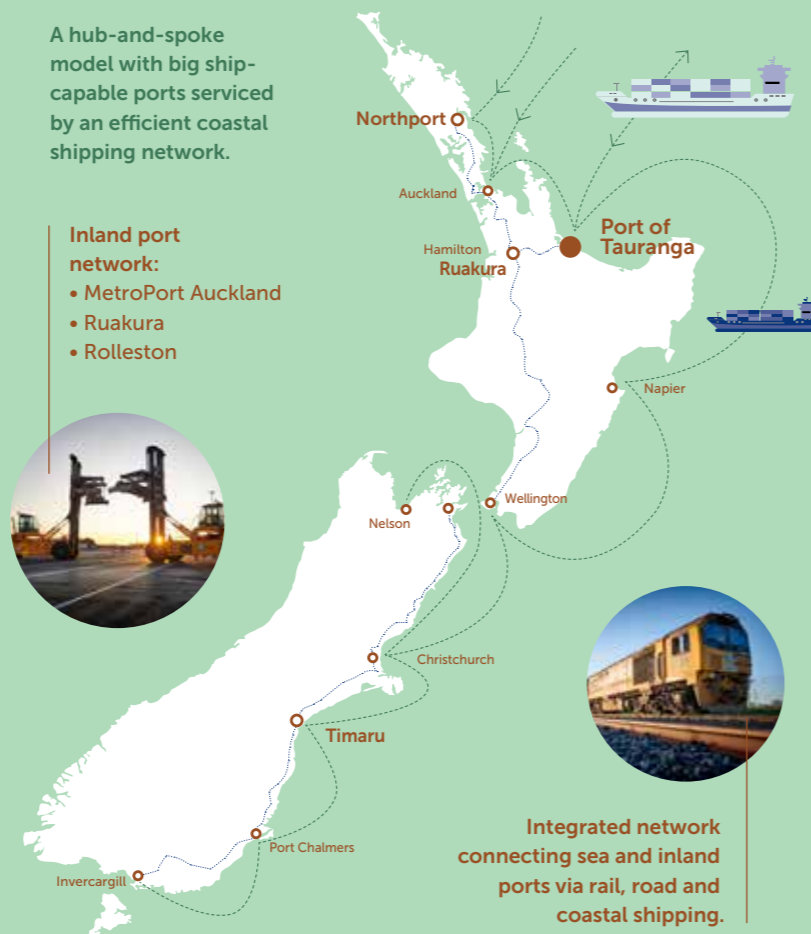 A hub-and-spoke
model with big ship-
capable ports serviced
by an efficient coastal
shipping network.
Northport
Auckland
Inland port
network:
• MetroPort Auckland
• Ruakura
• Rolleston
Hamilton
Ruakura
Port of
Tauranga
Napier
Wellington
Nelson
Christchurch
Timaru
Port Chalmers
Invercargill
Integrated network
connecting sea and inland
ports via rail, road and
coastal shipping.